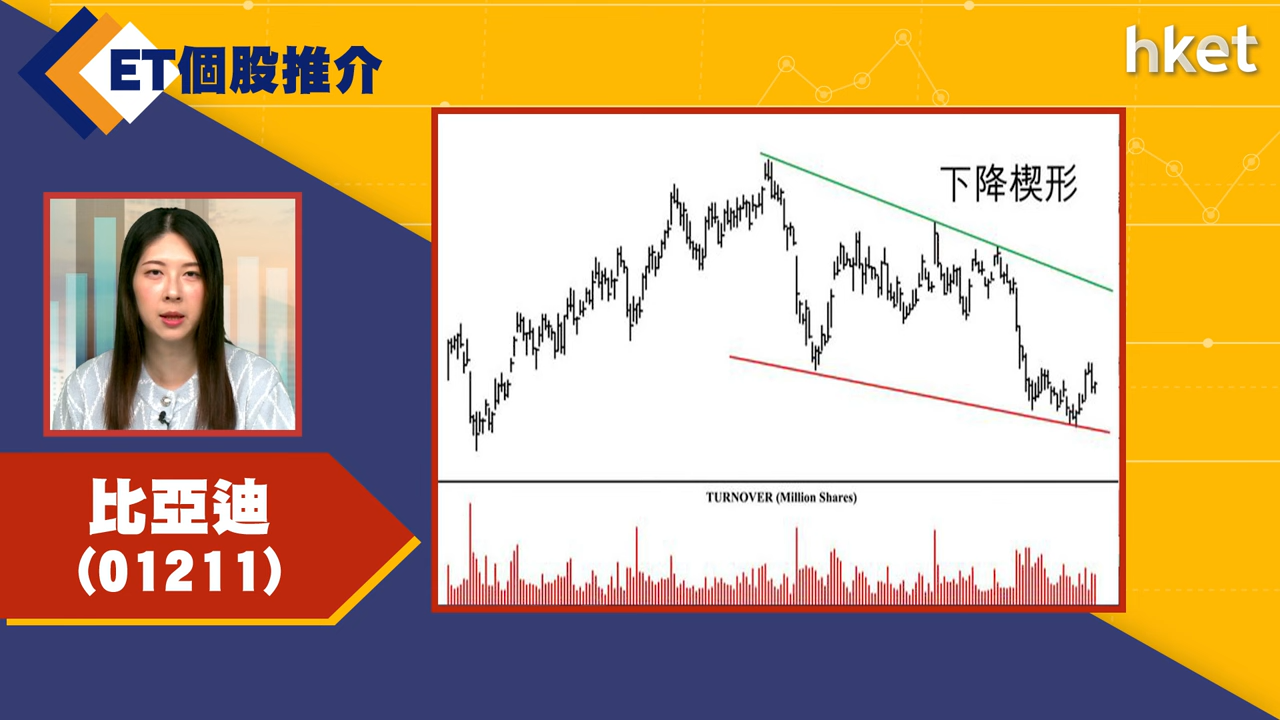 ET個股推介
hket
下降楔形
TURNOVER (Million Shares)
比亞迪
(01211)